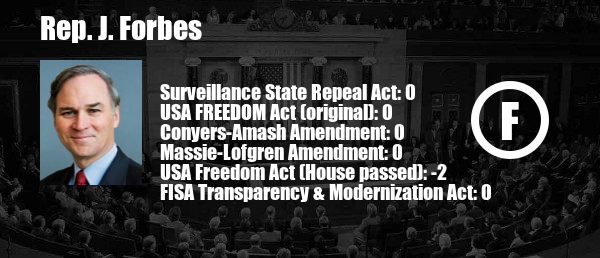 Rep. J. Forbes
Surveillance State Repeal Act: 0
USA FREEDOM Act (original): 0
Conyers-Amash Amendment: 0
Massie-Lofgren Amendment: 0
USA Freedom Act (House passed): -2
FISA Transparency & Modernization Act: 0
F